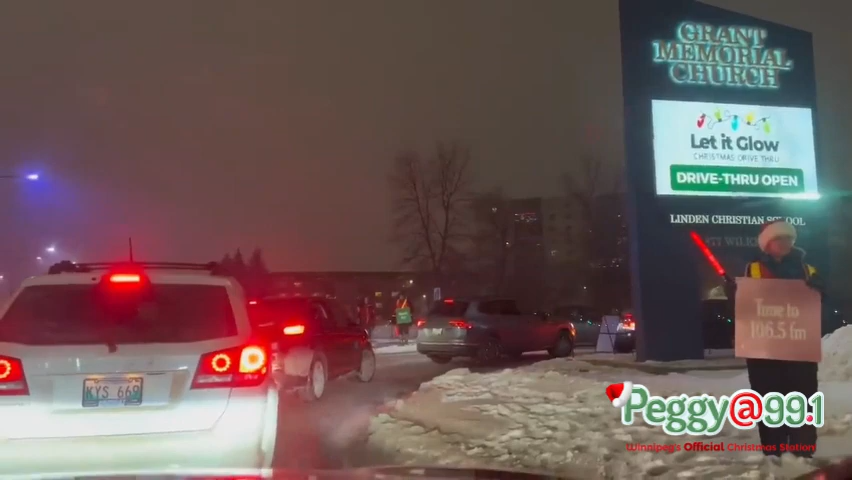 GRANT
MEMORIAL
CHURCH
Let it Glow
CHRISTMAS DRIVE THRU
DRIVE-THRU OPEN
LINDEN CHRISTIAN SCHOOL
Tune to
106.5 fm
KYS 669
Peggy@99.1
Winnipeg's Official Christmas Station